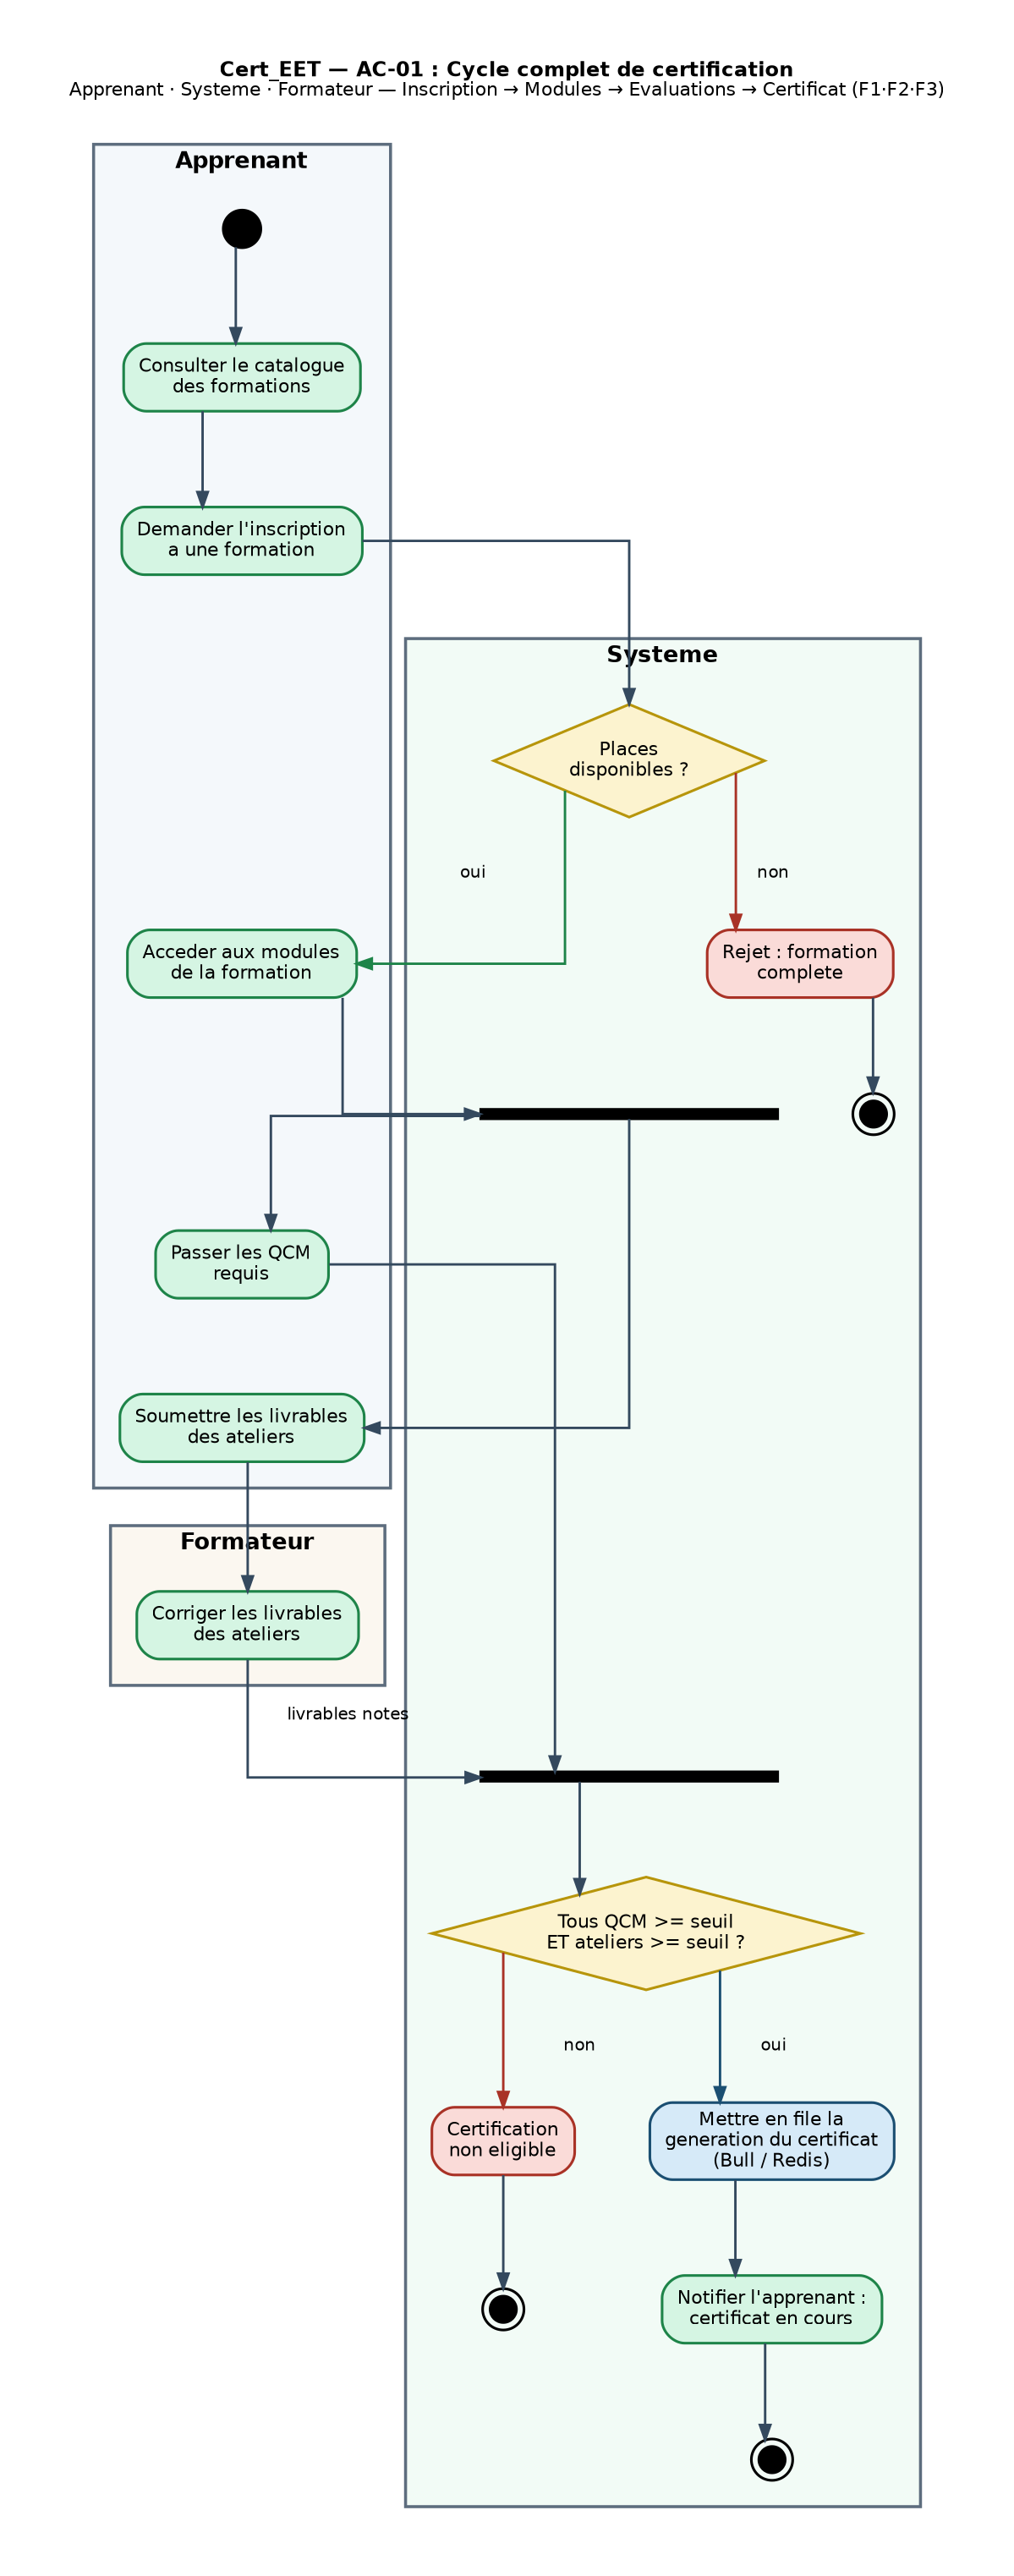 Cert_EET — AC-01 : Cycle complet de certification
Apprenant · Systeme · Formateur — Inscription → Modules → Evaluations → Certificat (F1·F2·F3)
Apprenant
Consulter le catalogue
des formations
Demander l'inscription
a une formation
Systeme
Places
disponibles ?
oui
non
Acceder aux modules
de la formation
Rejet : formation
complete
Passer les QCM
requis
Soumettre les livrables
des ateliers
Formateur
Corriger les livrables
des ateliers
livrables notes
Tous QCM >= seuil
ET ateliers >= seuil ?
non
oui
Certification
non eligible
Mettre en file la
generation du certificat
(Bull / Redis)
Notifier l'apprenant :
certificat en cours